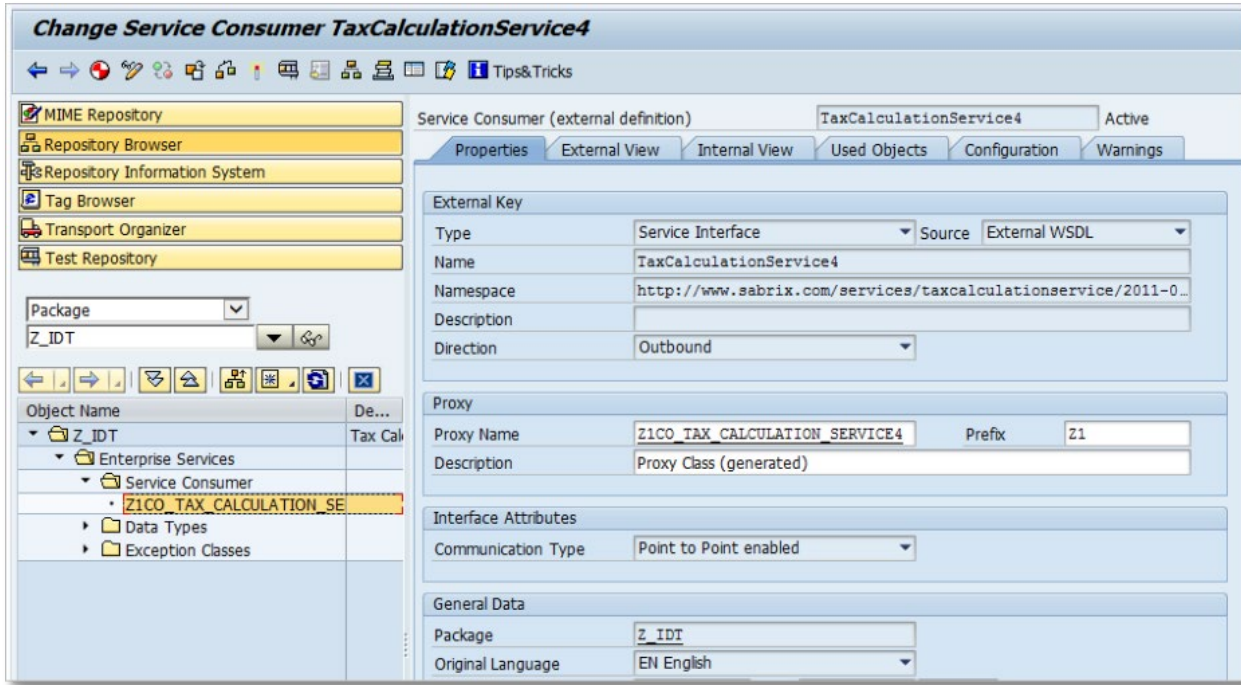 Change Service Consumer TaxCalculationService4
Tips&Tricks
MIME Repository
Repository Browser
Repository Information System
Tag Browser
Transport Organizer
Test Repository
Package
Z_IDT
Object Name De...
Z_IDT Tax Cal
Enterprise Services
Service Consumer
Z1CO_TAX_CALCULATION_SE
Data Types
Exception Classes
Service Consumer (external definition) TaxCalculationService4 Active
Properties External View Internal View Used Objects Configuration Warnings
External Key
Type Service Interface Source External WSDL
Name TaxCalculationService4
Namespace http://www.sabrix.com/services/taxcalculationservice/2011-0…
Description
Direction Outbound
Proxy
Proxy Name Z1CO_TAX_CALCULATION_SERVICE4 Prefix Z1
Description Proxy Class (generated)
Interface Attributes
Communication Type Point to Point enabled
General Data
Package Z_IDT
Original Language EN English